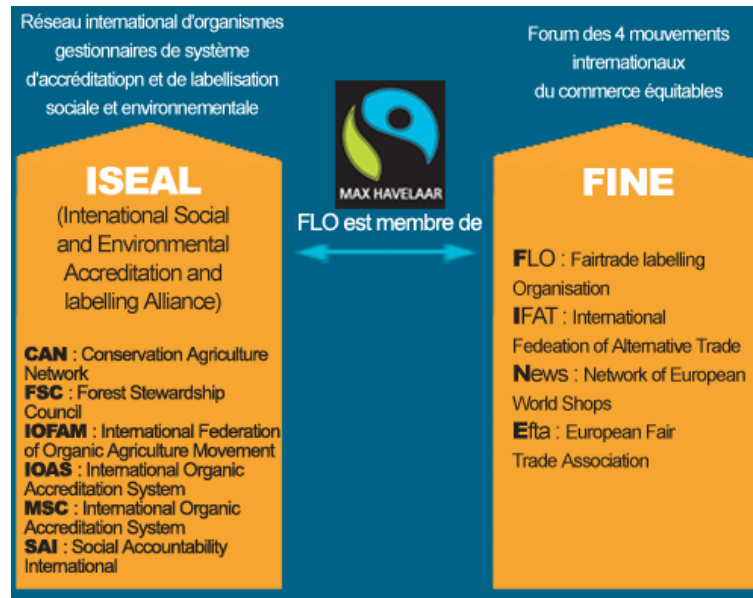 Réseau international d'organismes
gestionnaires de système
d'accréditatiopn et de labellisation
sociale et environnementale
ISEAL
(Intenational Social
and Environmental
Accreditation and
labelling Alliance)
CAN : Conservation Agriculture
Network
FSC : Forest Stewardship
Council
IOFAM : International Federation
of Organic Agriculture Movement
IOAS : International Organic
Accreditation System
MSC : International Organic
Accreditation System
SAI : Social Accountability
International
MAX HAVELAAR
FLO est membre de
Forum des 4 mouvements
intrernationaux
du commerce équitables
FINE
FLO : Fairtrade labelling
Organisation
IFAT : International
Fedeation of Alternative Trade
News : Network of European
World Shops
Efta : European Fair
Trade Association